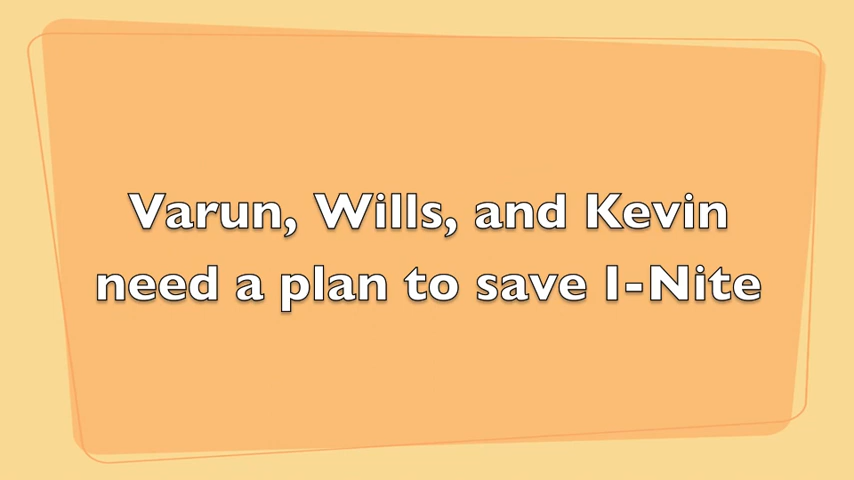 Varun, Wills, and Kevin
need a plan to save I-Nite